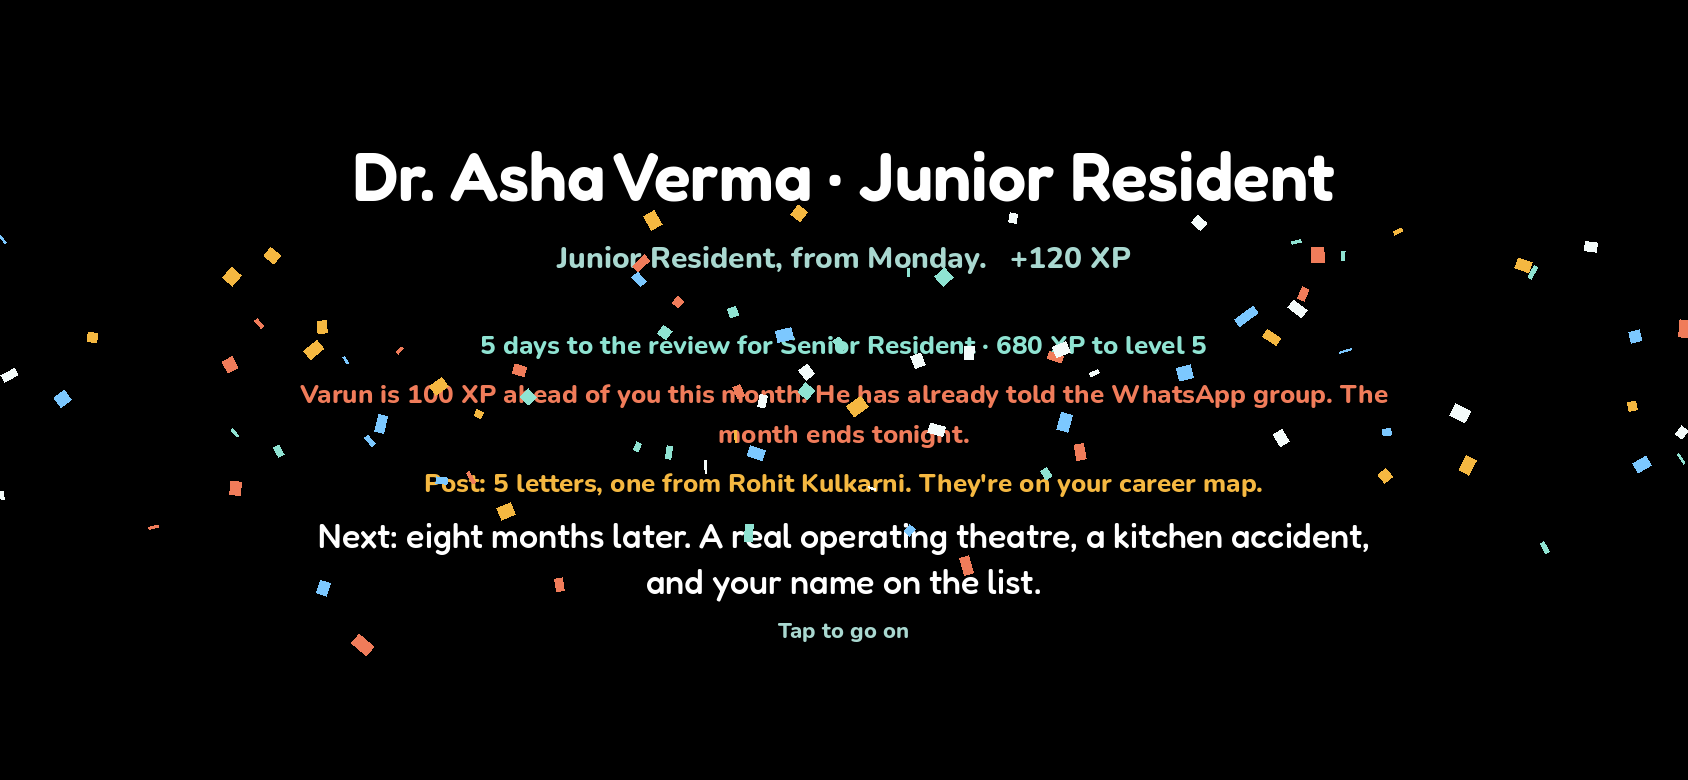 Dr. Asha Verma · Junior Resident
Junior Resident, from Monday. +120 XP
5 days to the review for Senior Resident · 680 XP to level 5
Varun is 100 XP ahead of you this month. He has already told the WhatsApp group. The
month ends tonight.
Post: 5 letters, one from Rohit Kulkarni. They're on your career map.
Next: eight months later. A real operating theatre, a kitchen accident,
and your name on the list.
Tap to go on